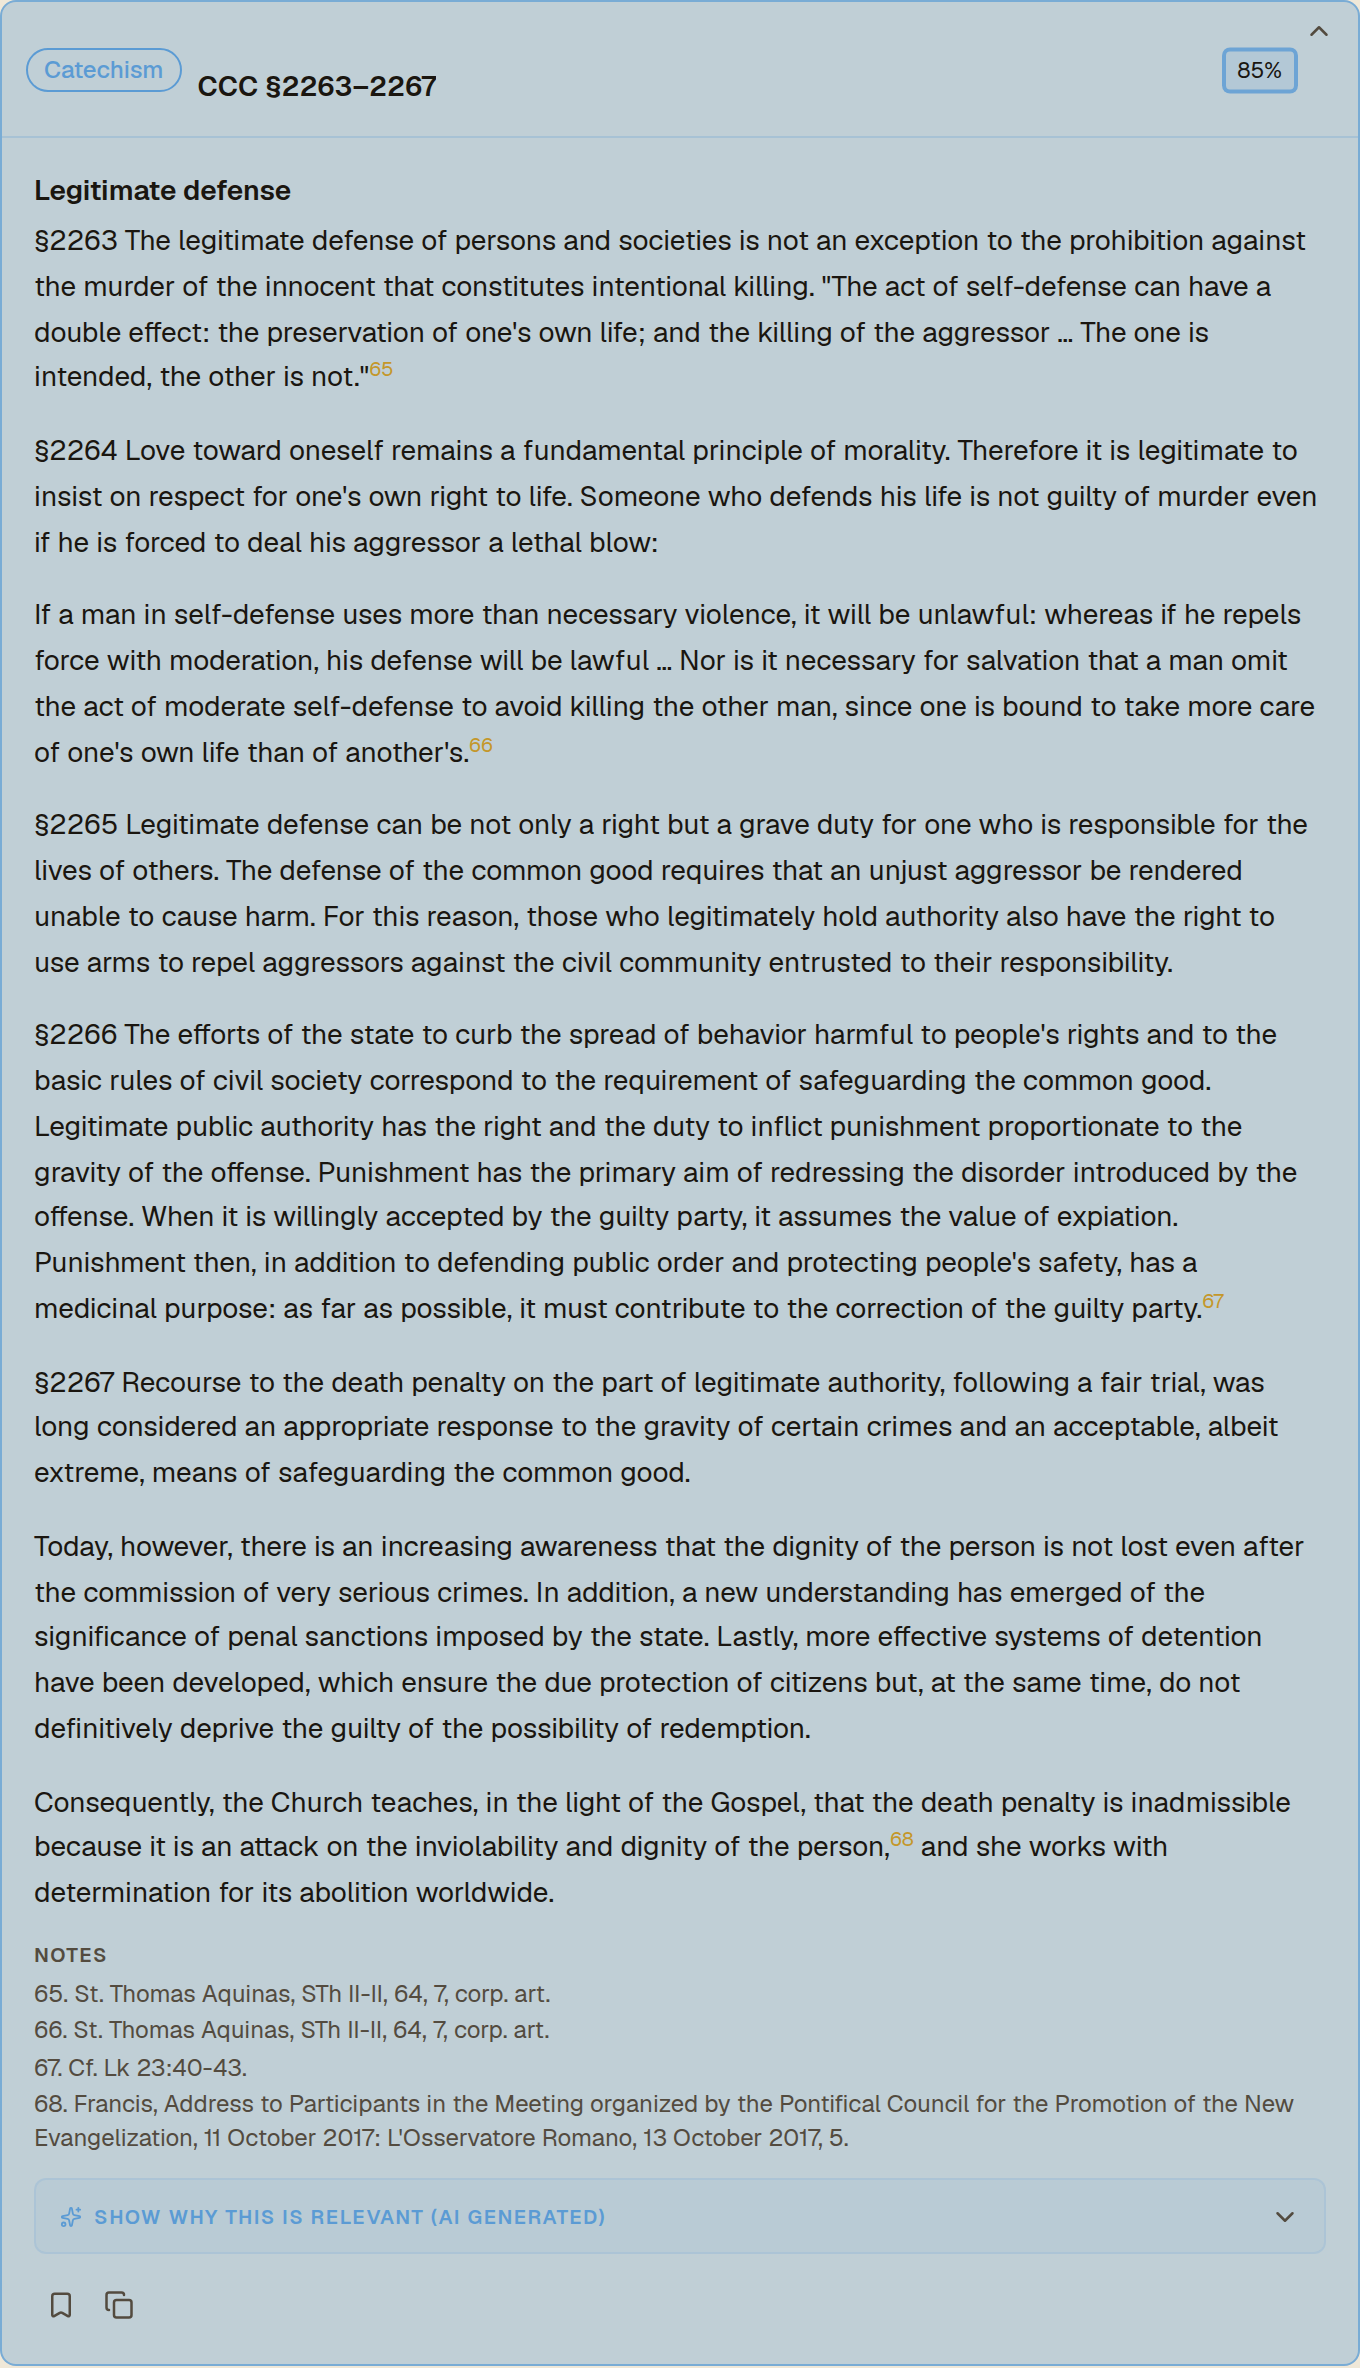 Catechism
CCC §2263–2267
85%
Legitimate defense
§2263 The legitimate defense of persons and societies is not an exception to the prohibition against
the murder of the innocent that constitutes intentional killing. "The act of self-defense can have a
double effect: the preservation of one's own life; and the killing of the aggressor ... The one is
intended, the other is not."65
§2264 Love toward oneself remains a fundamental principle of morality. Therefore it is legitimate to
insist on respect for one's own right to life. Someone who defends his life is not guilty of murder even
if he is forced to deal his aggressor a lethal blow:
If a man in self-defense uses more than necessary violence, it will be unlawful: whereas if he repels
force with moderation, his defense will be lawful ... Nor is it necessary for salvation that a man omit
the act of moderate self-defense to avoid killing the other man, since one is bound to take more care
of one's own life than of another's.66
§2265 Legitimate defense can be not only a right but a grave duty for one who is responsible for the
lives of others. The defense of the common good requires that an unjust aggressor be rendered
unable to cause harm. For this reason, those who legitimately hold authority also have the right to
use arms to repel aggressors against the civil community entrusted to their responsibility.
§2266 The efforts of the state to curb the spread of behavior harmful to people's rights and to the
basic rules of civil society correspond to the requirement of safeguarding the common good.
Legitimate public authority has the right and the duty to inflict punishment proportionate to the
gravity of the offense. Punishment has the primary aim of redressing the disorder introduced by the
offense. When it is willingly accepted by the guilty party, it assumes the value of expiation.
Punishment then, in addition to defending public order and protecting people's safety, has a
medicinal purpose: as far as possible, it must contribute to the correction of the guilty party.67
§2267 Recourse to the death penalty on the part of legitimate authority, following a fair trial, was
long considered an appropriate response to the gravity of certain crimes and an acceptable, albeit
extreme, means of safeguarding the common good.
Today, however, there is an increasing awareness that the dignity of the person is not lost even after
the commission of very serious crimes. In addition, a new understanding has emerged of the
significance of penal sanctions imposed by the state. Lastly, more effective systems of detention
have been developed, which ensure the due protection of citizens but, at the same time, do not
definitively deprive the guilty of the possibility of redemption.
Consequently, the Church teaches, in the light of the Gospel, that the death penalty is inadmissible
because it is an attack on the inviolability and dignity of the person,68 and she works with
determination for its abolition worldwide.
NOTES
65. St. Thomas Aquinas, STh II-II, 64, 7, corp. art.
66. St. Thomas Aquinas, STh II-II, 64, 7, corp. art.
67. Cf. Lk 23:40-43.
68. Francis, Address to Participants in the Meeting organized by the Pontifical Council for the Promotion of the New
Evangelization, 11 October 2017: L'Osservatore Romano, 13 October 2017, 5.
SHOW WHY THIS IS RELEVANT (AI GENERATED)